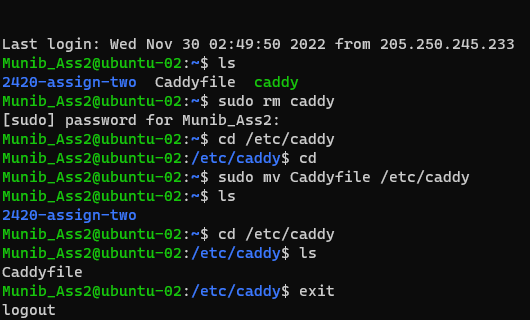 Last login: Wed Nov 30 02:49:50 2022 from 205.250.245.233
Munib_Ass2@ubuntu-02:~$ ls
2420-assign-two  Caddyfile  caddy
Munib_Ass2@ubuntu-02:~$ sudo rm caddy
[sudo] password for Munib_Ass2:
Munib_Ass2@ubuntu-02:~$ cd /etc/caddy
Munib_Ass2@ubuntu-02:/etc/caddy$ cd
Munib_Ass2@ubuntu-02:~$ sudo mv Caddyfile /etc/caddy
Munib_Ass2@ubuntu-02:~$ ls
2420-assign-two
Munib_Ass2@ubuntu-02:~$ cd /etc/caddy
Munib_Ass2@ubuntu-02:/etc/caddy$ ls
Caddyfile
Munib_Ass2@ubuntu-02:/etc/caddy$ exit
logout